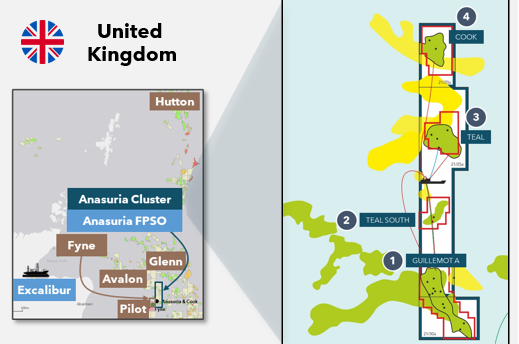 United
Kingdom
Hutton
Anasuria Cluster
Anasuria FPSO
Fyne
Glenn
Avalon
Excalibur
Anasuria & Cook
Fyne
Pilot
4
COOK
3
TEAL
2
TEAL SOUTH
1
GUILLEMOT A